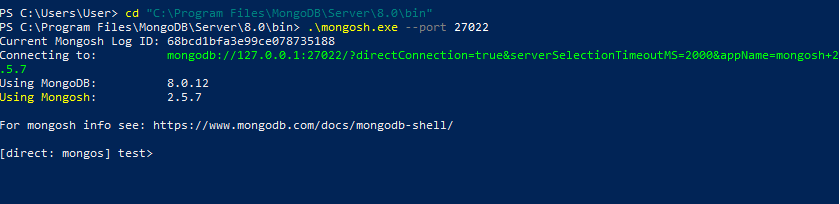 PS C:\Users\User> cd "C:\Program Files\MongoDB\Server\8.0\bin"
PS C:\Program Files\MongoDB\Server\8.0\bin> .\mongosh.exe --port 27022
Current Mongosh Log ID: 68bcd1bfa3e99ce078735188
Connecting to:          mongodb://127.0.0.1:27022/?directConnection=true&serverSelectionTimeoutMS=2000&appName=mongosh+2
.5.7
Using MongoDB:          8.0.12
Using Mongosh:          2.5.7
For mongosh info see: https://www.mongodb.com/docs/mongodb-shell/
[direct: mongos] test>